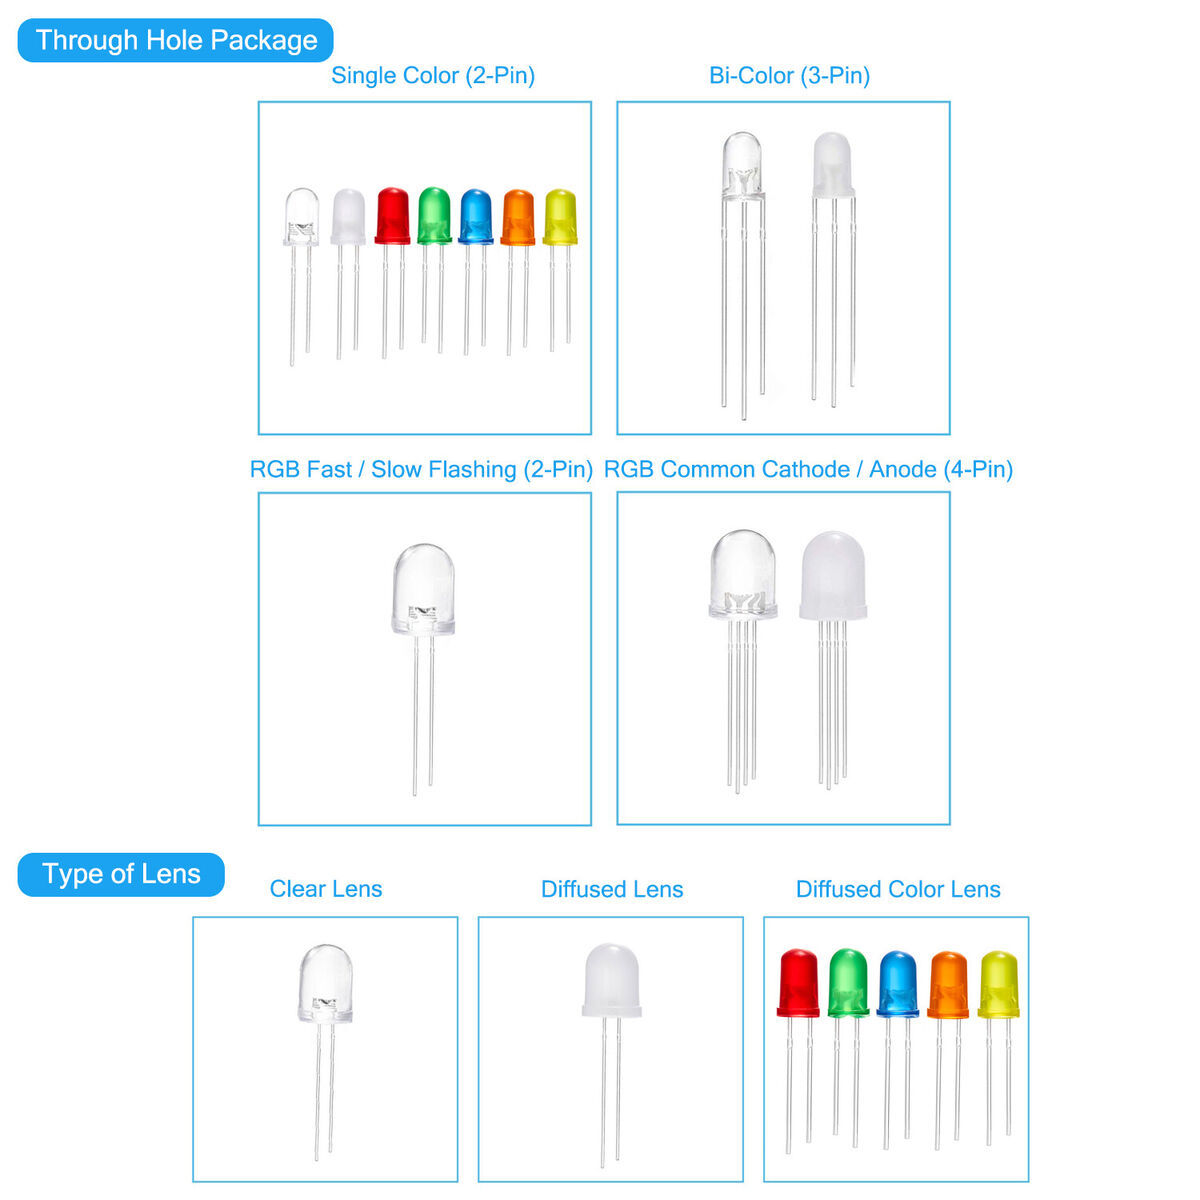 Through Hole Package
Single Color (2-Pin)
Bi-Color (3-Pin)
RGB Fast / Slow Flashing (2-Pin)
RGB Common Cathode / Anode (4-Pin)
Type of Lens
Clear Lens
Diffused Lens
Diffused Color Lens